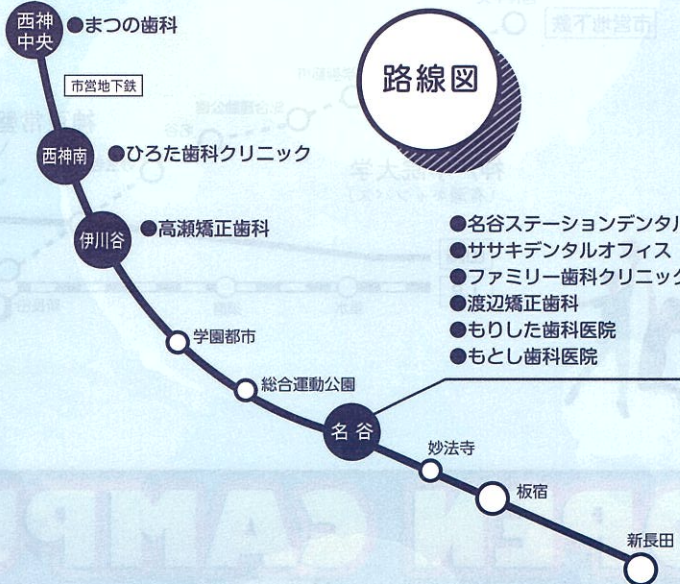 西神
中央
●まつの歯科
市営地下鉄
路線図
西神南
●ひろた歯科クリニック
伊川谷
●高瀬矯正歯科
●名谷ステーションデンタル
●ササキデンタルオフィス
●ファミリー歯科クリニック
●渡辺矯正歯科
●もりした歯科医院
●もとし歯科医院
学園都市
総合運動公園
名谷
妙法寺
板宿
新長田